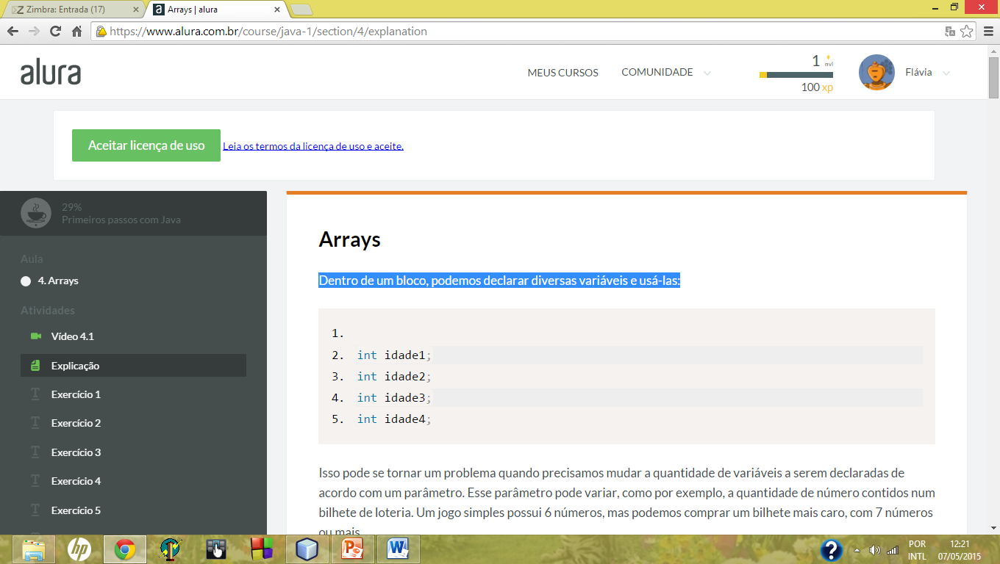 Zimbra: Entrada (17)
Arrays | alura
https://www.alura.com.br/course/java-1/section/4/explanation
alura
MEUS CURSOS
COMUNIDADE
1
nvl
100 xp
Flávia
Aceitar licença de uso
Leia os termos da licença de uso e aceite.
29%
Primeiros passos com Java
Aula
4. Arrays
Atividades
Vídeo 4.1
Explicação
Exercício 1
Exercício 2
Exercício 3
Exercício 4
Exercício 5
Arrays
Dentro de um bloco, podemos declarar diversas variáveis e usá-las:
1.
2. int idade1;
3. int idade2;
4. int idade3;
5. int idade4;
Isso pode se tornar um problema quando precisamos mudar a quantidade de variáveis a serem declaradas de
acordo com um parâmetro. Esse parâmetro pode variar, como por exemplo, a quantidade de número contidos num
bilhete de loteria. Um jogo simples possui 6 números, mas podemos comprar um bilhete mais caro, com 7 números
ou mais
POR
INTL
12:21
07/05/2015